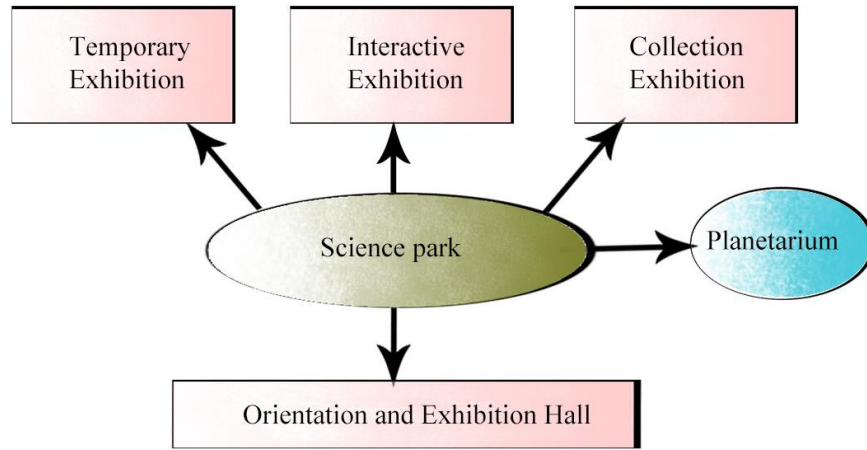 Temporary
Exhibition
Interactive
Exhibition
Collection
Exhibition
Science park
Planetarium
Orientation and Exhibition Hall